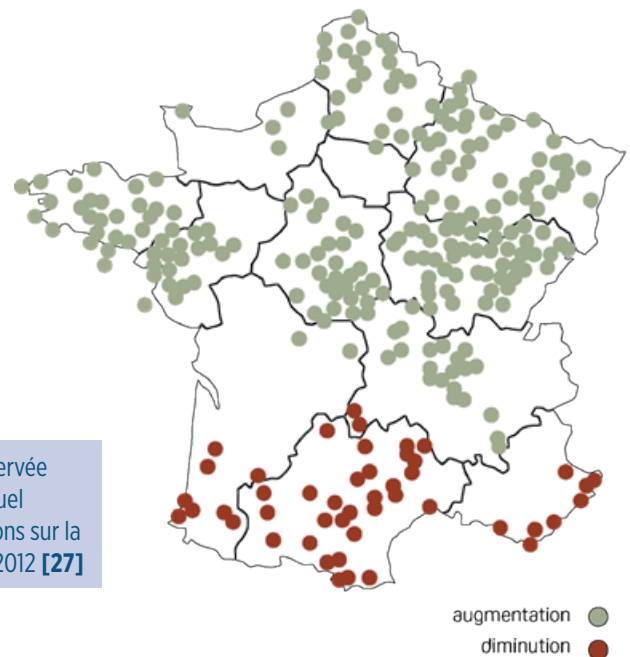 ervée
uel
ons sur la
2012 [27]
augmentation
diminution